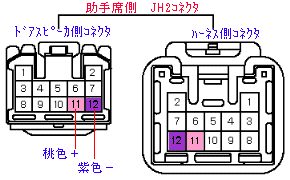 助手席側 JH2ｺﾈｸﾀ
ﾄﾞｱｽﾋﾟｰｶ側ｺﾈｸﾀ
ﾊｰﾈｽ側ｺﾈｸﾀ
1 2
3 4 5 6 7
8 9 10 11 12
2 1
7 6 5 4 3
12 11 10 9 8
桃色＋
紫色－